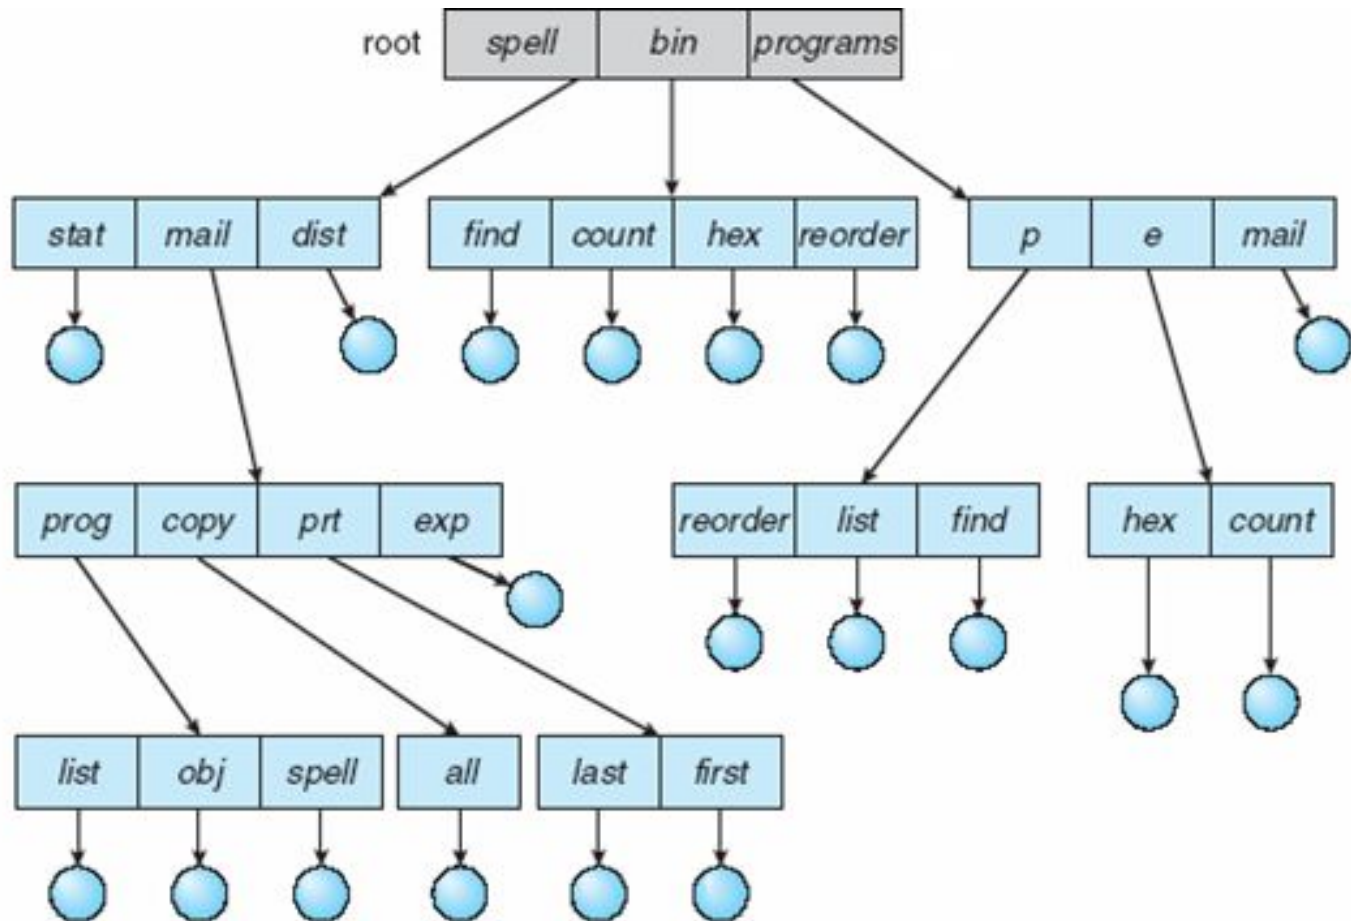 root spell bin programs
stat mail dist find count hex reorder p e mail
prog copy prt exp reorder list find hex count
list obj spell all last first